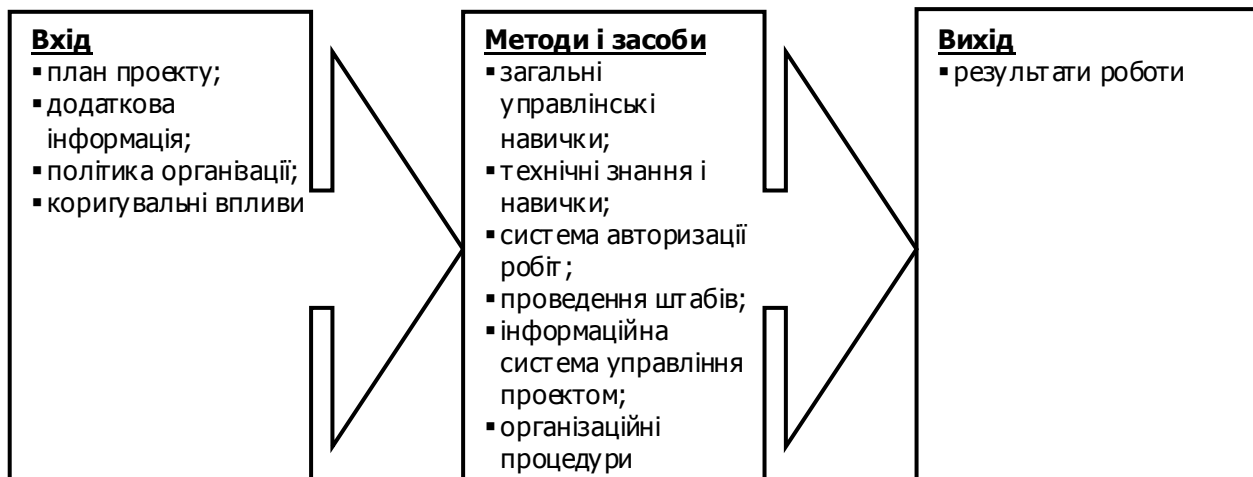 Вхід
▪ план проекту;
▪ додаткова
інформація;
▪ політика організації;
▪ коригувальні впливи
Методи і засоби
▪ загальні
управлінські
навички;
▪ технічні знання і
навички;
▪ система авторизації
робіт;
▪ проведення штабів;
▪ інформаційна
система управління
проектом;
▪ організаційні
процедури
Вихід
▪ результати роботи